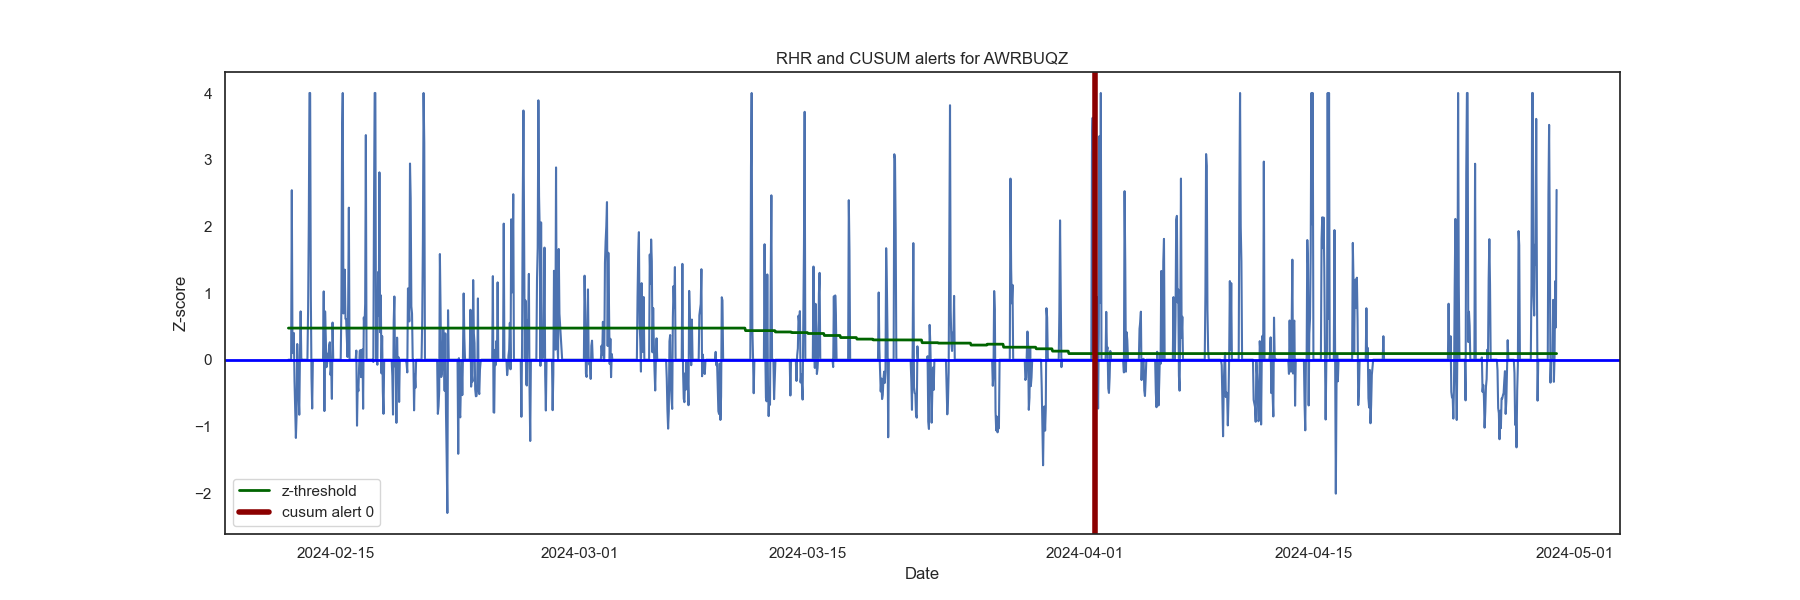 RHR and CUSUM alerts for AWRBUQZ
4
3
2
1
0
−1
−2
Z-score
z-threshold
cusum alert 0
2024-02-15
2024-03-01
2024-03-15
2024-04-01
2024-04-15
2024-05-01
Date